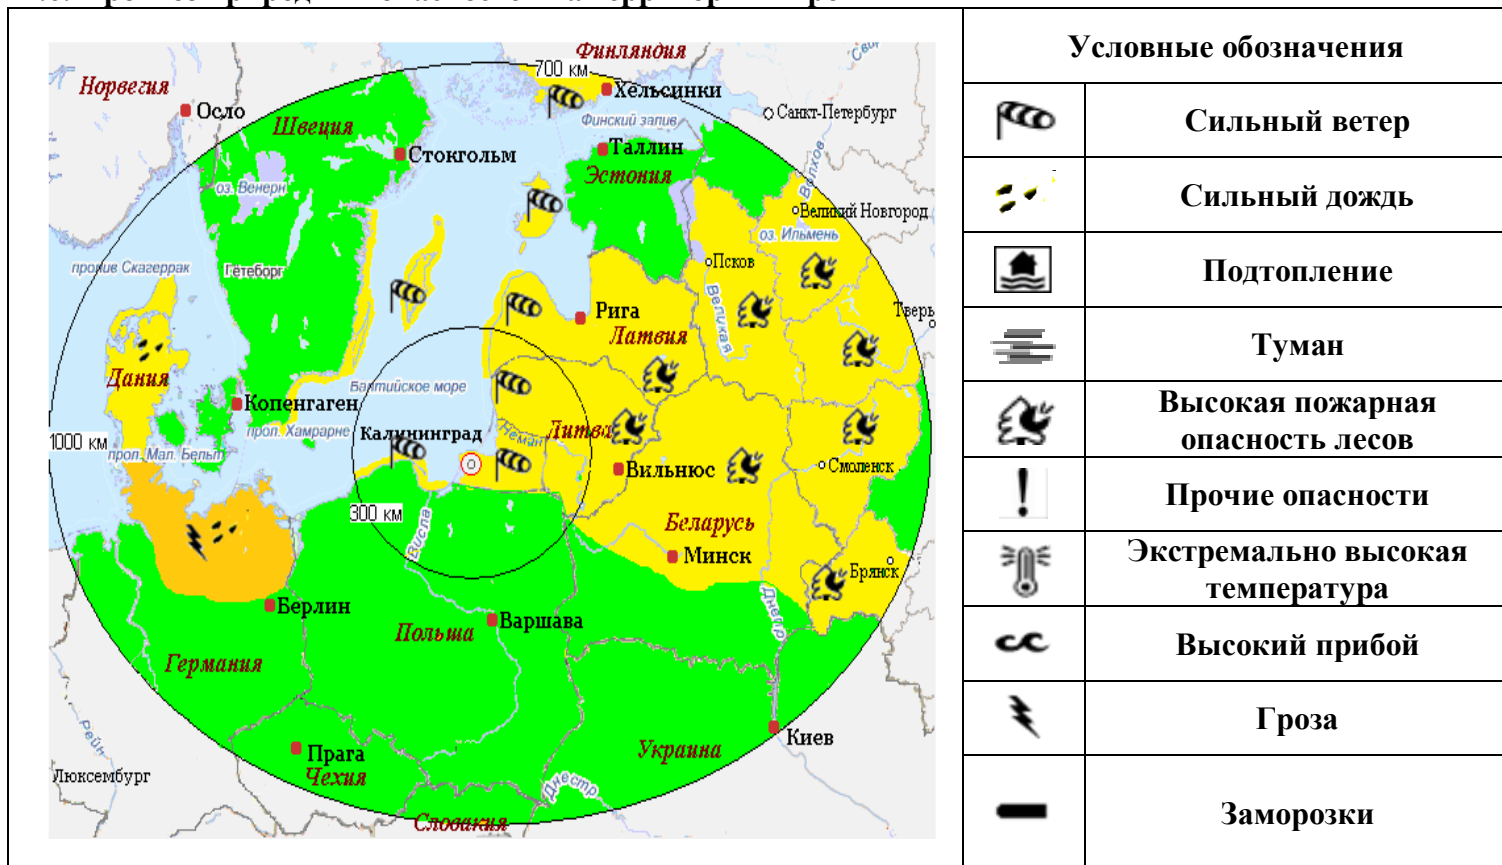 Финляндия
700 км
Норвегия
Хельсинки
Осло
Санкт-Петербург
Финский залив
Швеция
Таллин
Стокгольм
Эстония
Волхов
оз. Венерн
Великий Новгород
оз. Ильмень
Псков
пролив Скагеррак
Гетеборг
Великая
Рига
Тверь
Латвия
Дания
Балтийское море
Копенгаген
Калининград
Неман
Литва
1000 км
прол. Хамрарне
прол. Мал. Бельт
Вильнюс
Смоленск
300 км
Висла
Беларусь
Минск
Брянск
Берлин
Днепр
Варшава
Польша
Германия
Рейн
Киев
Украина
Прага
Чехия
Люксембург
Днестр
Словакия
Условные обозначения
Сильный ветер
Сильный дождь
Подтопление
Туман
Высокая пожарная
опасность лесов
Прочие опасности
Экстремально высокая
температура
Высокий прибой
Гроза
Заморозки